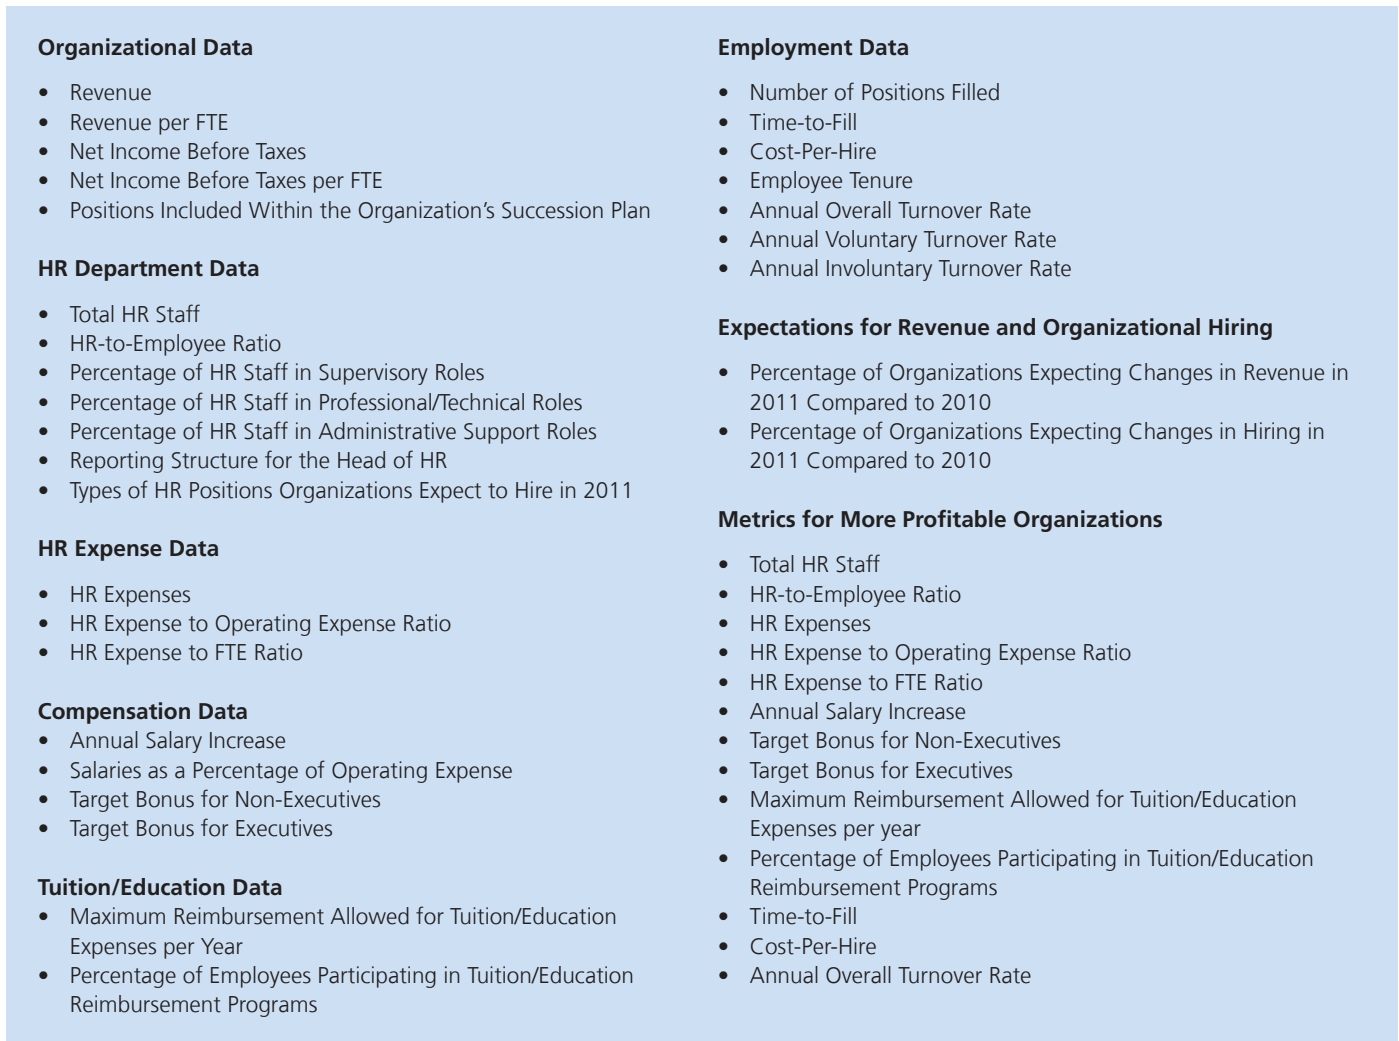 Organizational Data
• Revenue
• Revenue per FTE
• Net Income Before Taxes
• Net Income Before Taxes per FTE
• Positions Included Within the Organization’s Succession Plan
HR Department Data
• Total HR Staff
• HR-to-Employee Ratio
• Percentage of HR Staff in Supervisory Roles
• Percentage of HR Staff in Professional/Technical Roles
• Percentage of HR Staff in Administrative Support Roles
• Reporting Structure for the Head of HR
• Types of HR Positions Organizations Expect to Hire in 2011
HR Expense Data
• HR Expenses
• HR Expense to Operating Expense Ratio
• HR Expense to FTE Ratio
Compensation Data
• Annual Salary Increase
• Salaries as a Percentage of Operating Expense
• Target Bonus for Non-Executives
• Target Bonus for Executives
Tuition/Education Data
• Maximum Reimbursement Allowed for Tuition/Education
Expenses per Year
• Percentage of Employees Participating in Tuition/Education
Reimbursement Programs
Employment Data
• Number of Positions Filled
• Time-to-Fill
• Cost-Per-Hire
• Employee Tenure
• Annual Overall Turnover Rate
• Annual Voluntary Turnover Rate
• Annual Involuntary Turnover Rate
Expectations for Revenue and Organizational Hiring
• Percentage of Organizations Expecting Changes in Revenue in
2011 Compared to 2010
• Percentage of Organizations Expecting Changes in Hiring in
2011 Compared to 2010
Metrics for More Profitable Organizations
• Total HR Staff
• HR-to-Employee Ratio
• HR Expenses
• HR Expense to Operating Expense Ratio
• HR Expense to FTE Ratio
• Annual Salary Increase
• Target Bonus for Non-Executives
• Target Bonus for Executives
• Maximum Reimbursement Allowed for Tuition/Education
Expenses per year
• Percentage of Employees Participating in Tuition/Education
Reimbursement Programs
• Time-to-Fill
• Cost-Per-Hire
• Annual Overall Turnover Rate